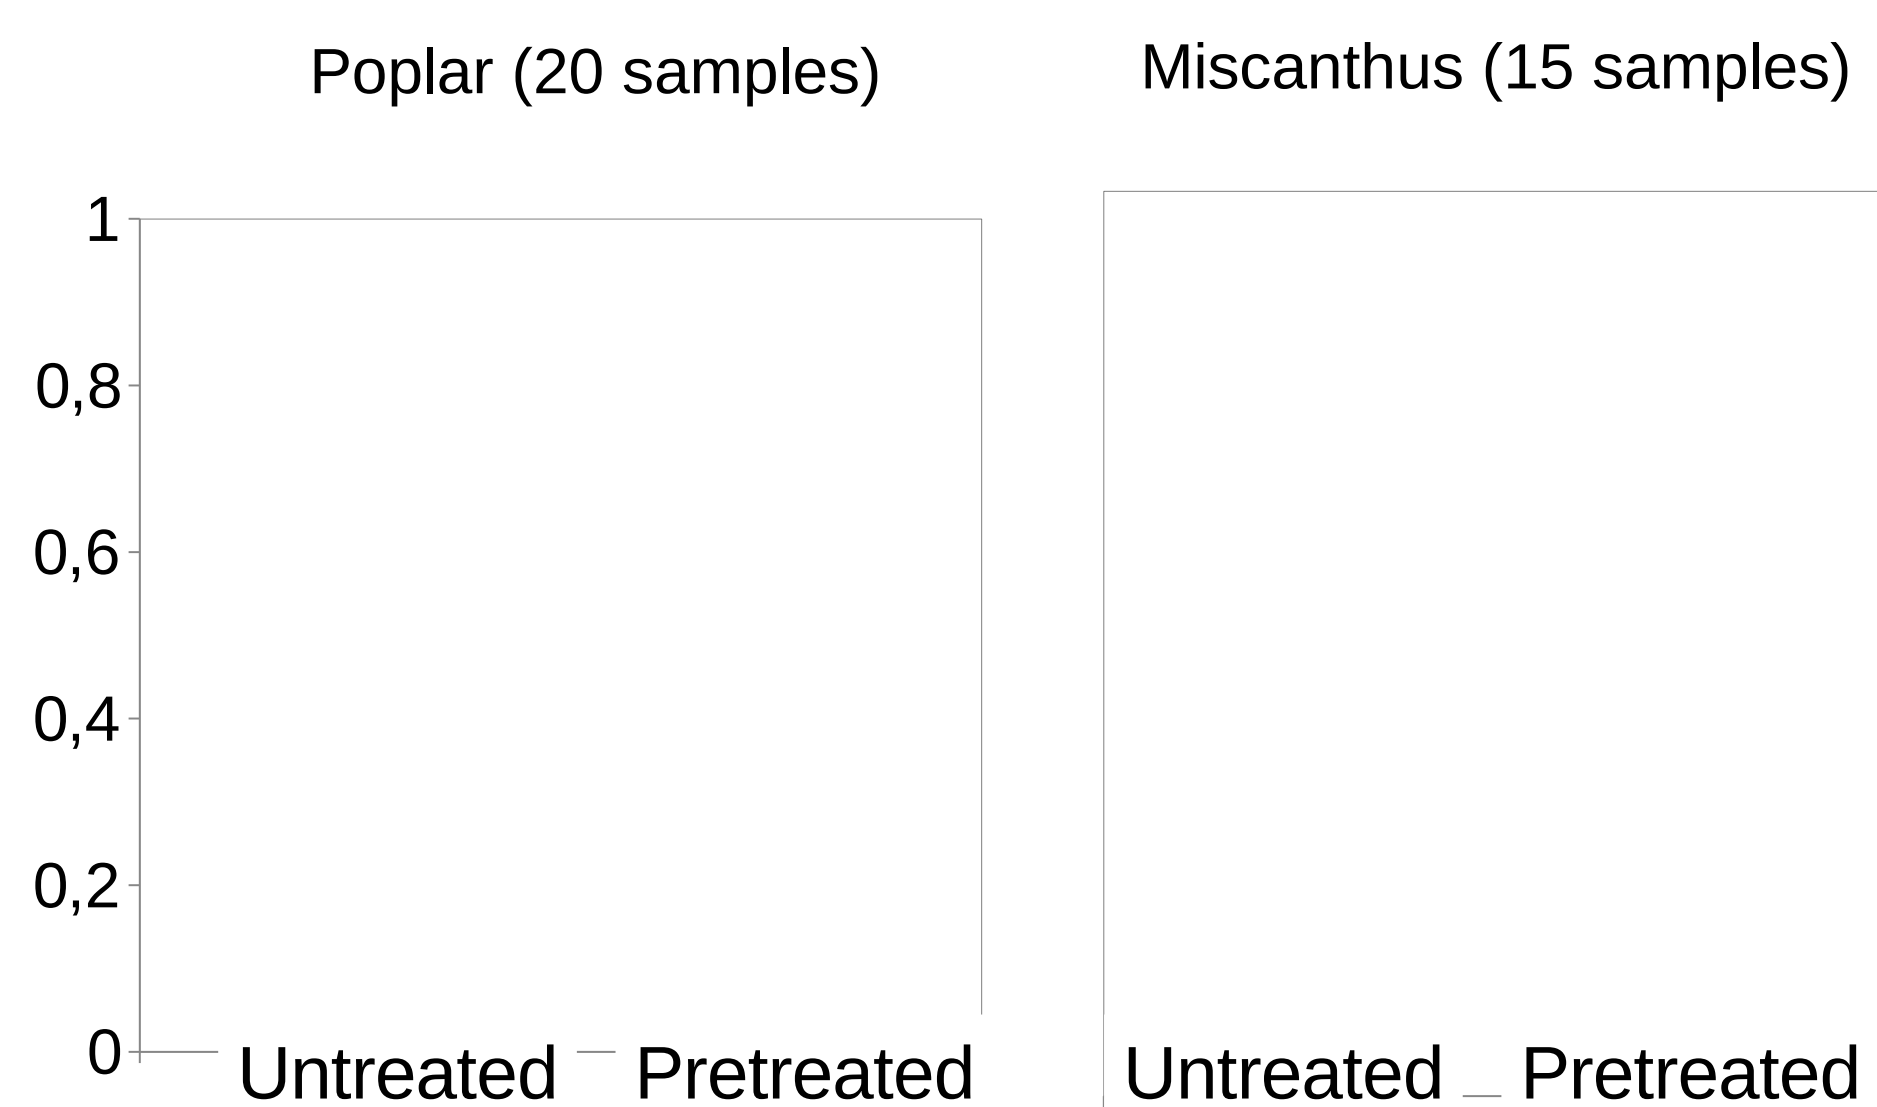 Poplar (20 samples)
Miscanthus (15 samples)
1
0,8
0,6
0,4
0,2
0
Untreated Pretreated
Untreated Pretreated